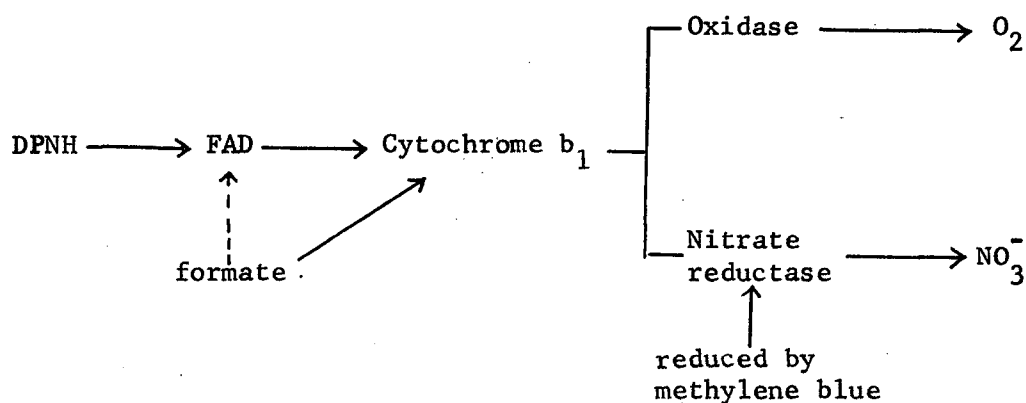 Oxidase O₂
DPNH FAD Cytochrome b₁
formate
Nitrate
reductase NO₃⁻
reduced by
methylene blue